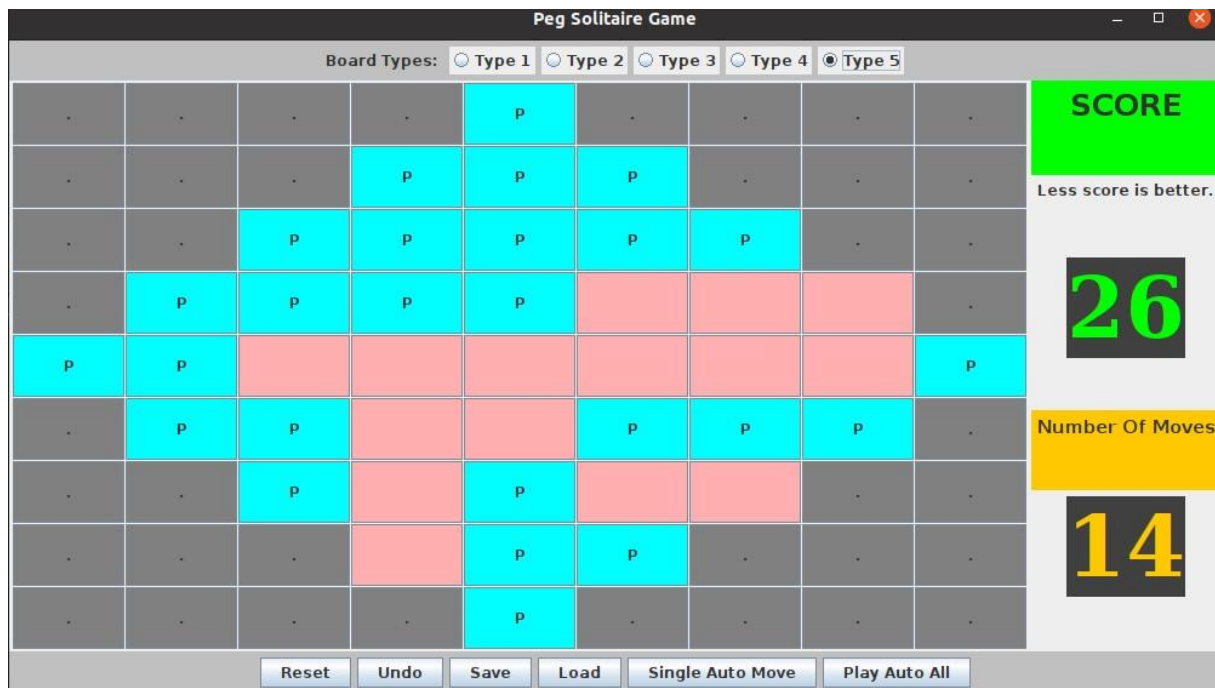 Peg Solitaire Game
Board Types: Type 1 Type 2 Type 3 Type 4 Type 5
. . . . P . . . .
. . . P P P . . .
. . P P P P P . .
. P P P P .
P P P
. P P P P P .
. . P P . .
. . . P P . . .
. . . . P . . . .
SCORE
Less score is better.
26
Number Of Moves
14
Reset Undo Save Load Single Auto Move Play Auto All